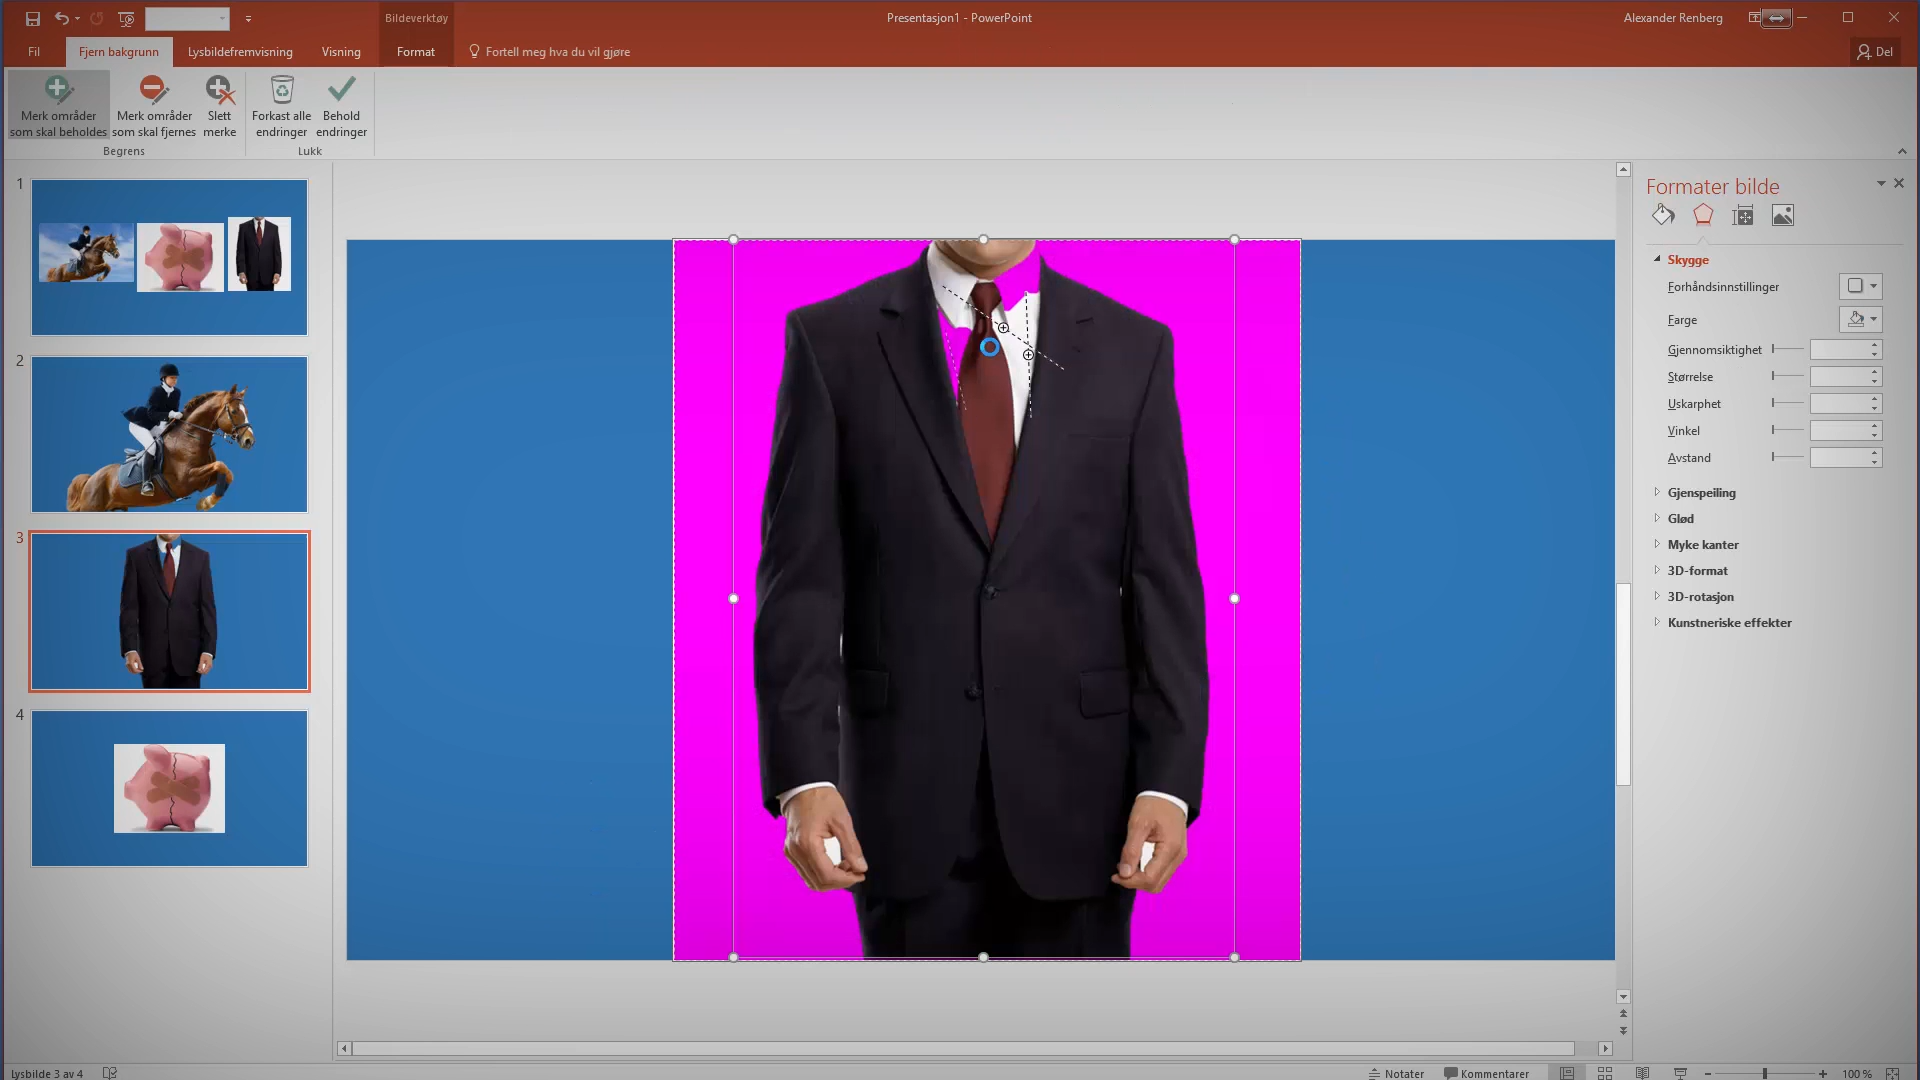 Bildeverktøy
Presentasjon1 - PowerPoint
Alexander Renberg
Fil
Fjern bakgrunn
Lysbildefremvisning
Visning
Format
Fortell meg hva du vil gjøre
Del
Merk områder
som skal beholdes
Merk områder
som skal fjernes
Slett
merke
Forkast alle
endringer
Behold
endringer
Begrens
Lukk
1
2
3
4
Formater bilde
Skygge
Forhåndsinnstillinger
Farge
Gjennomsiktighet
Størrelse
Uskarphet
Vinkel
Avstand
Gjenspeiling
Glød
Myke kanter
3D-format
3D-rotasjon
Kunstneriske effekter
Lysbilde 3 av 4
Notater
Kommentarer
100 %